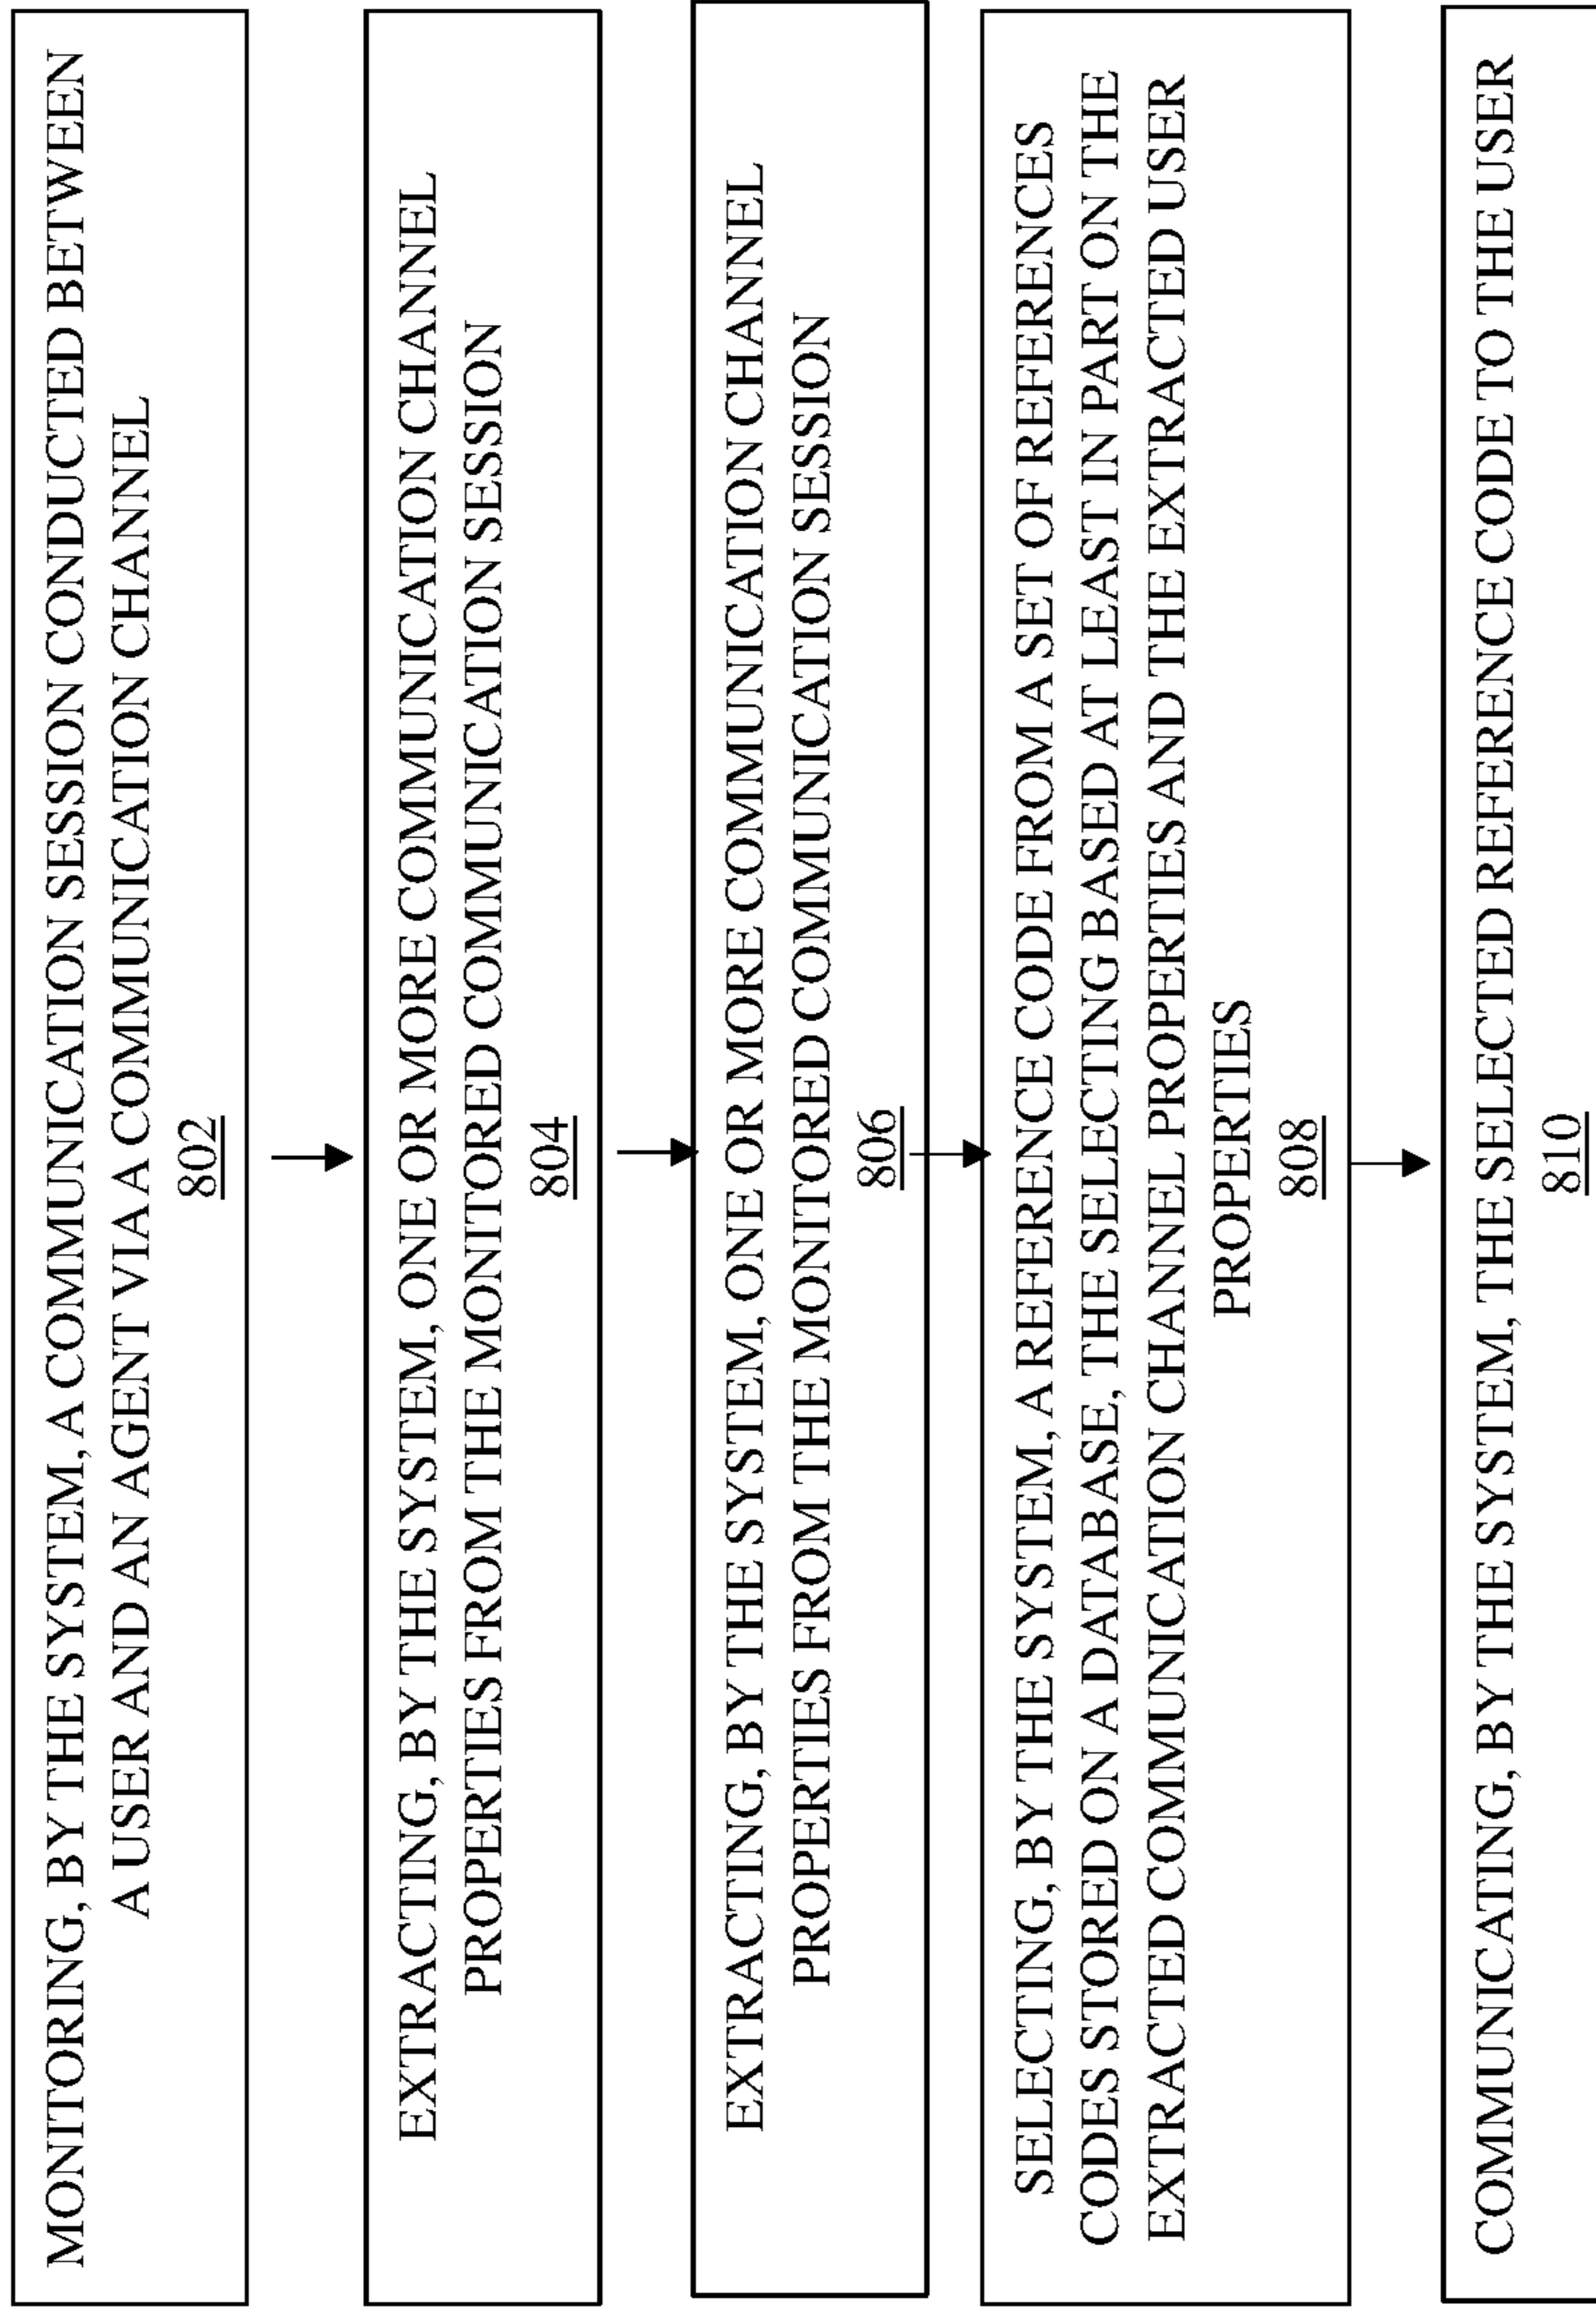 MONITORING, BY THE SYSTEM, A COMMUNICATION SESSION CONDUCTED BETWEEN
A USER AND AN AGENT VIA A COMMUNICATION CHANNEL
802
EXTRACTING, BY THE SYSTEM, ONE OR MORE COMMUNICATION CHANNEL
PROPERTIES FROM THE MONITORED COMMUNICATION SESSION
804
EXTRACTING, BY THE SYSTEM, ONE OR MORE COMMUNICATION CHANNEL
PROPERTIES FROM THE MONITORED COMMUNICATION SESSION
806
SELECTING, BY THE SYSTEM, A REFERENCE CODE FROM A SET OF REFERENCES
CODES STORED ON A DATABASE, THE SELECTING BASED AT LEAST IN PART ON THE
EXTRACTED COMMUNICATION CHANNEL PROPERTIES AND THE EXTRACTED USER
PROPERTIES
808
COMMUNICATING, BY THE SYSTEM, THE SELECTED REFERENCE CODE TO THE USER
810